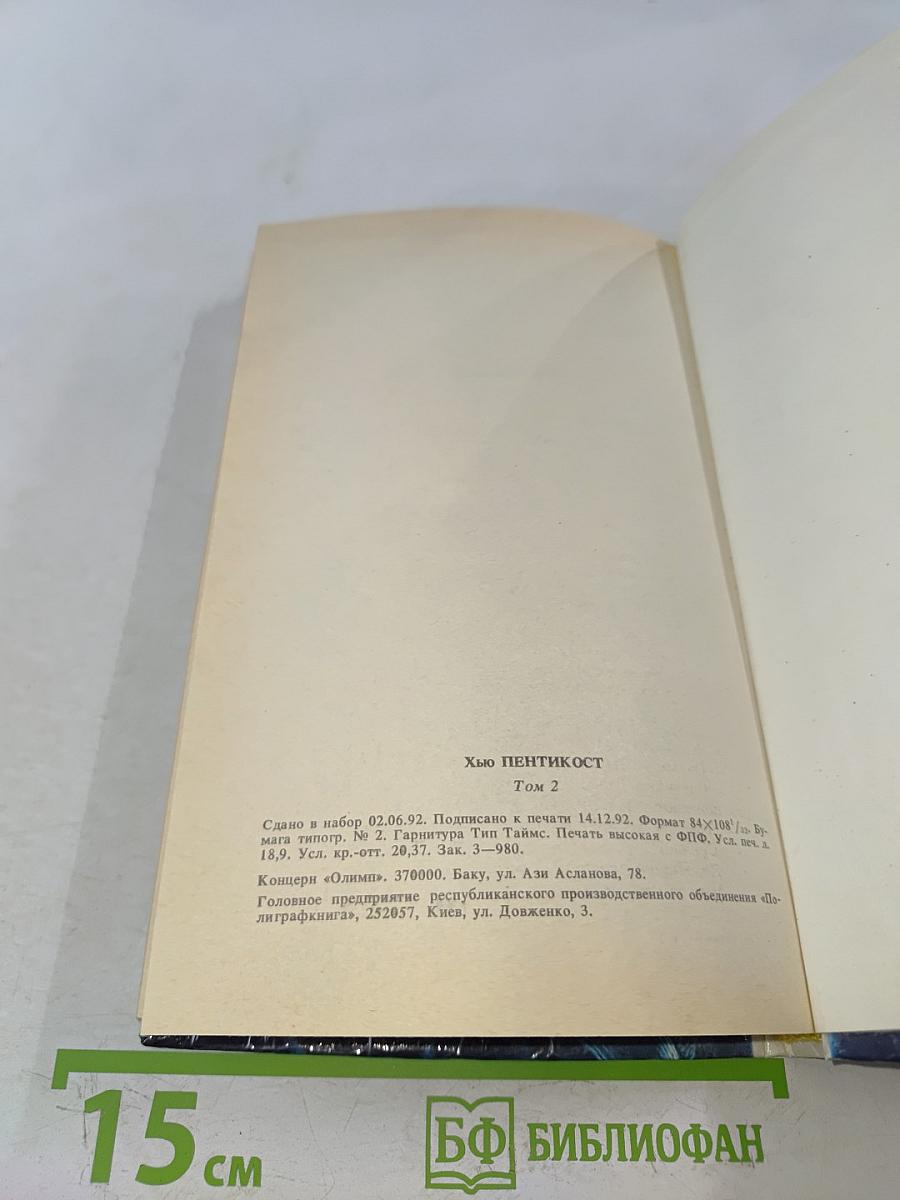 Хью ПЕНТИКОСТ
Том 2
Сдано в набор 02.06.92. Подписано к печати 14.12.92. Формат 84×108¹/₃₂. Бу-
мага типогр. № 2. Гарнитура Тип Таймс. Печать высокая с ФПФ. Усл. печ. л.
18,9. Усл. кр.-отт. 20,37. Зак. 3—980.
Концерн «Олимп». 370000. Баку, ул. Ази Асланова, 78.
Головное предприятие республиканского производственного объединения «По-
лиграфкнига», 252057, Киев, ул. Довженко, 3.
15 см
БФ БИБЛИОФАН